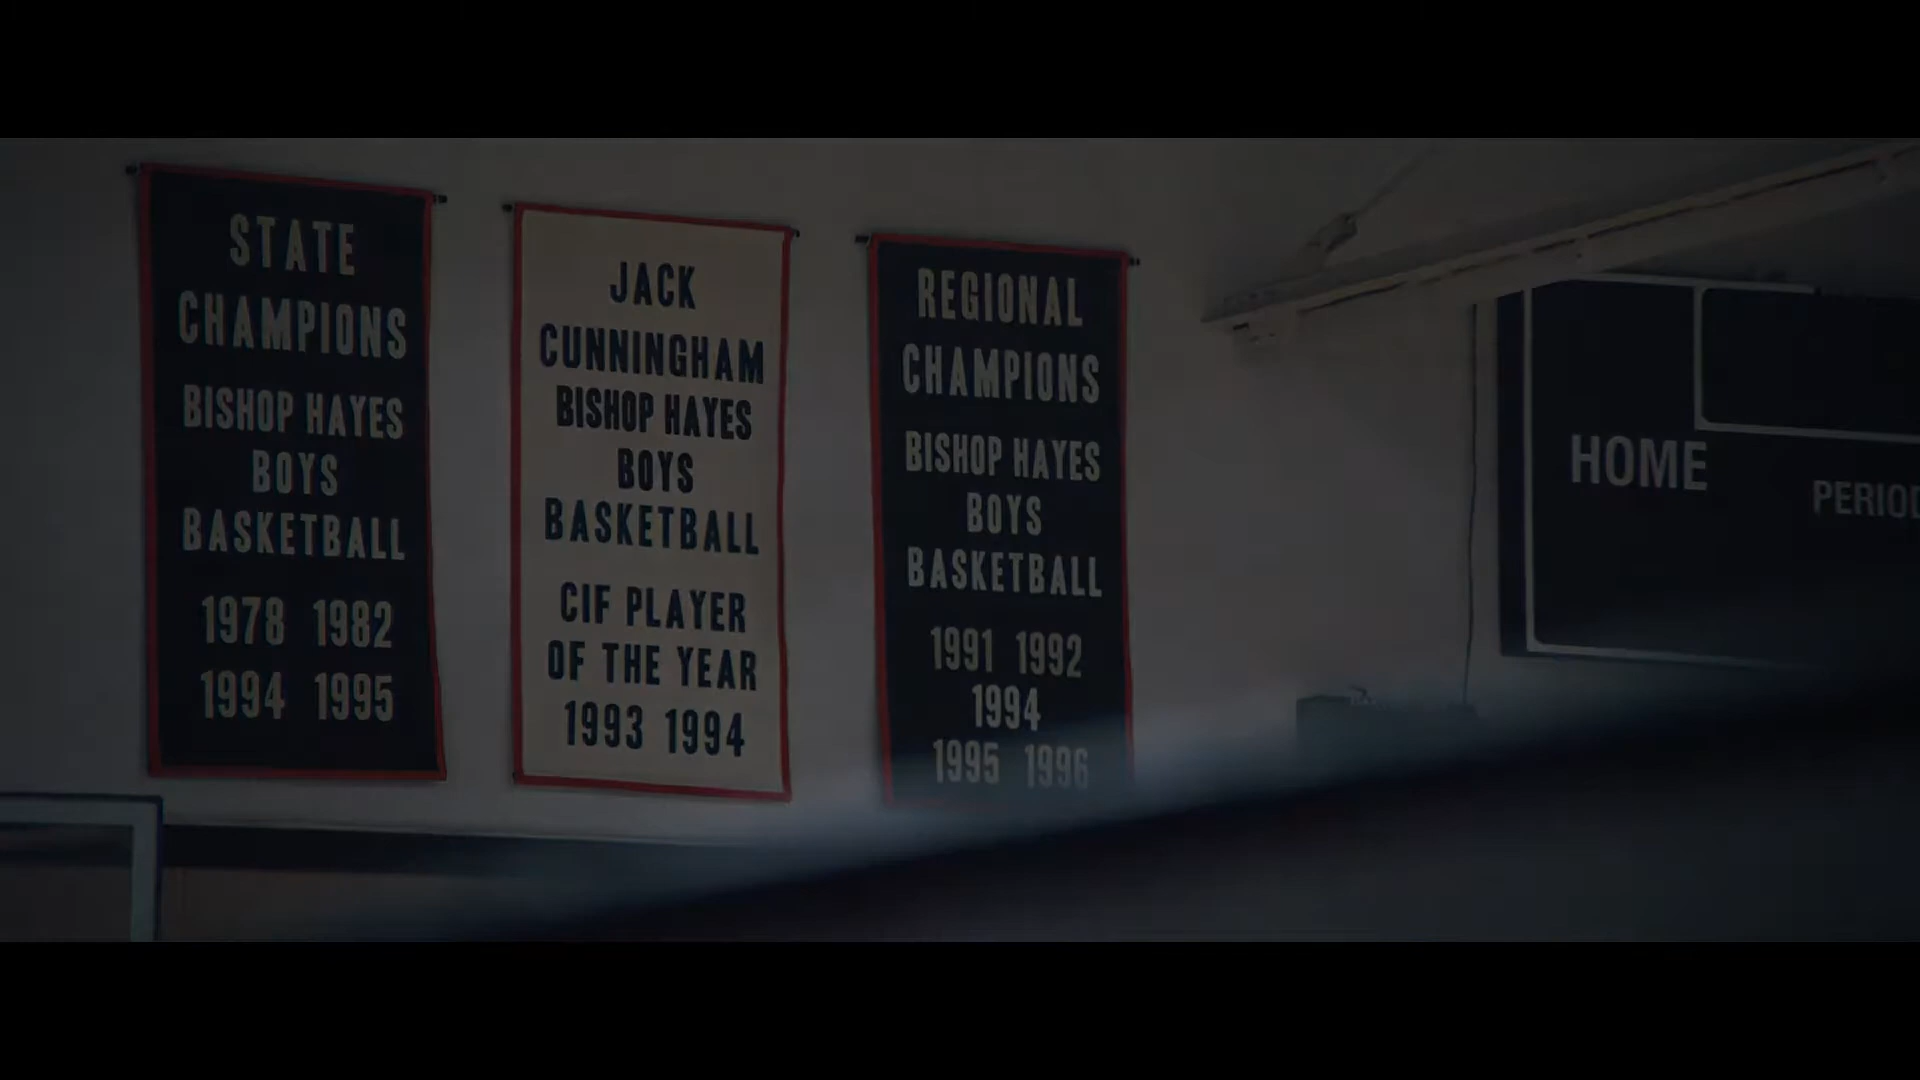 STATE
CHAMPIONS
BISHOP HAYES
BOYS
BASKETBALL
1978 1982
1994 1995
JACK
CUNNINGHAM
BISHOP HAYES
BOYS
BASKETBALL
CIF PLAYER
OF THE YEAR
1993 1994
REGIONAL
CHAMPIONS
BISHOP HAYES
BOYS
BASKETBALL
1991 1992
1994
1995 1996
HOME
PERIOD